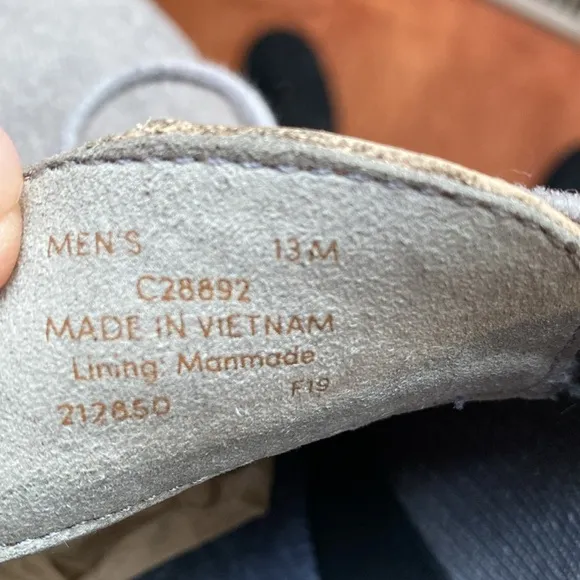 MEN'S 13 M
C28892
MADE IN VIETNAM
Lining Manmade
F19
212850